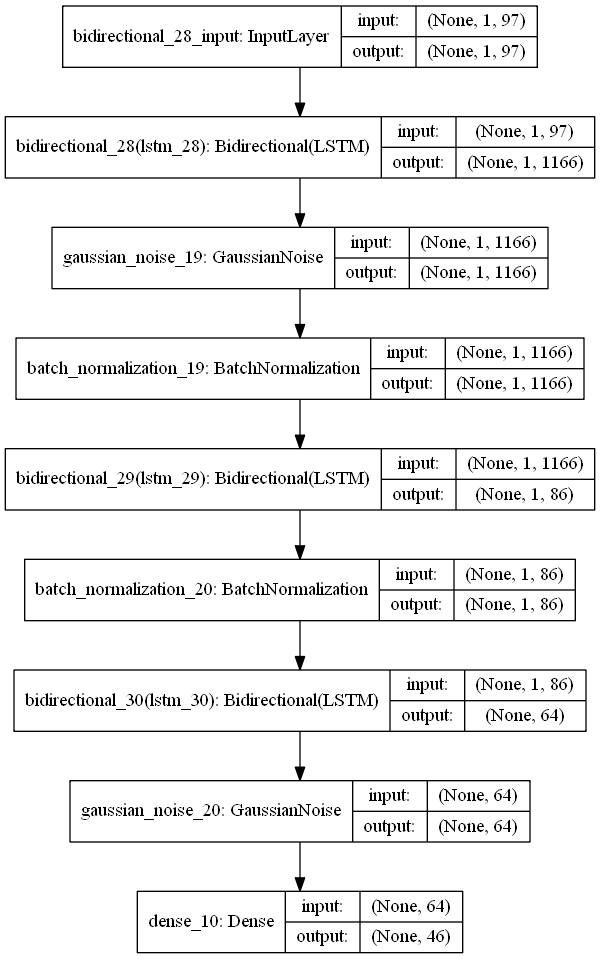 bidirectional_28_input: InputLayer
input: (None, 1, 97)
output: (None, 1, 97)
bidirectional_28(lstm_28): Bidirectional(LSTM)
input: (None, 1, 97)
output: (None, 1, 1166)
gaussian_noise_19: GaussianNoise
input: (None, 1, 1166)
output: (None, 1, 1166)
batch_normalization_19: BatchNormalization
input: (None, 1, 1166)
output: (None, 1, 1166)
bidirectional_29(lstm_29): Bidirectional(LSTM)
input: (None, 1, 1166)
output: (None, 1, 86)
batch_normalization_20: BatchNormalization
input: (None, 1, 86)
output: (None, 1, 86)
bidirectional_30(lstm_30): Bidirectional(LSTM)
input: (None, 1, 86)
output: (None, 64)
gaussian_noise_20: GaussianNoise
input: (None, 64)
output: (None, 64)
dense_10: Dense
input: (None, 64)
output: (None, 46)